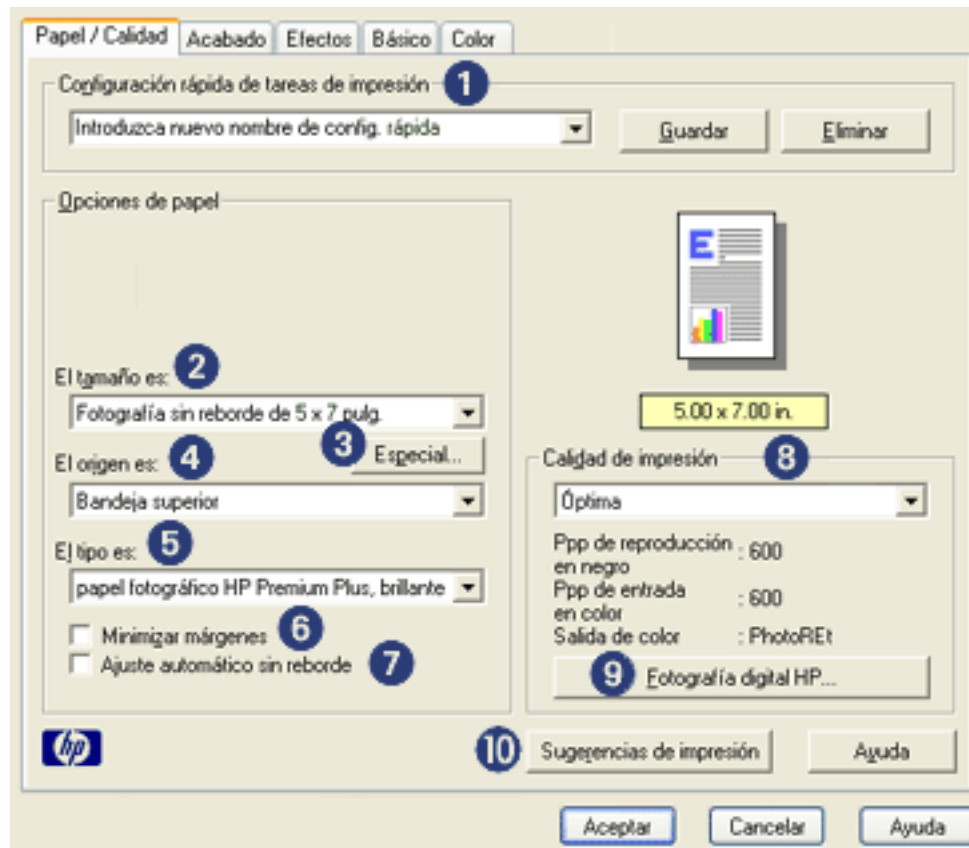 Papel / Calidad Acabado Efectos Básico Color
Configuración rápida de tareas de impresión 1
Introduzca nuevo nombre de config. rápida Guardar Eliminar
Opciones de papel
E
El tamaño es: 2
Fotografía sin reborde de 5 x 7 pulg.
5.00 x 7.00 in.
3 Especial...
El origen es: 4
Calidad de impresión 8
Bandeja superior
Óptima
El tipo es: 5
Ppp de reproducción en negro : 600
papel fotográfico HP Premium Plus, brillante
Ppp de entrada en color : 600
Minimizar márgenes 6
Salida de color : PhotoREt
Ajuste automático sin reborde 7
9 Fotografía digital HP...
hp
10 Sugerencias de impresión Ayuda
Aceptar Cancelar Ayuda